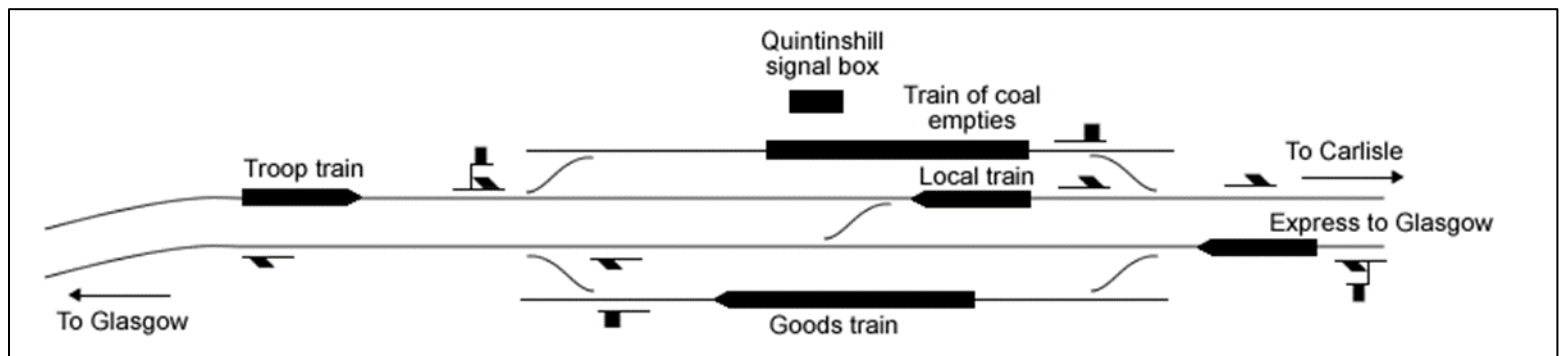 Quintinshill
signal box
Train of coal
empties
Troop train
To Carlisle
Local train
Express to Glasgow
To Glasgow
Goods train